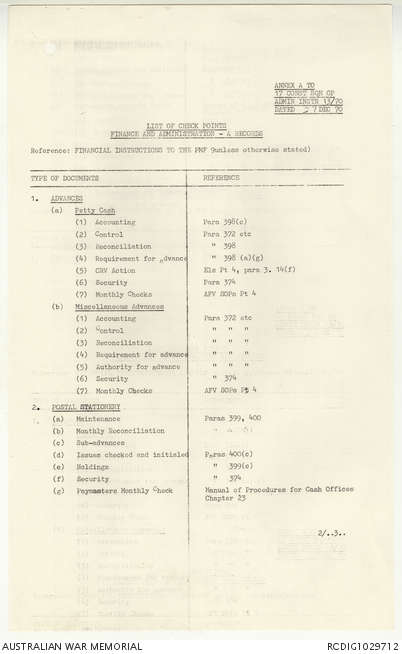 ANNEX A TO
17 CONST SQN GP
ADMIN INSTR 13/70
DATED 27 DEC 70
LIST OF CHECK POINTS
FINANCE AND ADMINISTRATION - A RECORDS
Reference: FINANCIAL INSTRUCTIONS TO THE PMF 9unless otherwise stated)
TYPE OF DOCUMENTS REFERENCE
1. ADVANCES
(a) Petty Cash
(1) Accounting Para 398(c)
(2) Control Para 372 etc
(3) Reconciliation " 398
(4) Requirement for advance " 398 (a)(g)
(5) CRV Action Els Pt 4, para 3. 14(f)
(6) Security Para 374
(7) Monthly Checks AFV SOPs Pt 4
(b) Miscellaneous Advances
(1) Accounting Para 372 etc
(2) Control " " "
(3) Reconciliation " " "
(4) Requirement for advance " " "
(5) Authority for advance " " "
(6) Security " 374
(7) Monthly Checks AFV SOPs Pt 4
2. POSTAL STATIONERY
(a) Maintenance Paras 399, 400
(b) Monthly Reconciliation
(c) Sub-advances
(d) Issues checked and initialed Paras 400(c)
(e) Holdings " 399(e)
(f) Security " 374
(g) Paymasters Monthly Check Manual of Procedures for Cash Offices
Chapter 23
2/..3..
AUSTRALIAN WAR MEMORIAL RCDIG1029712